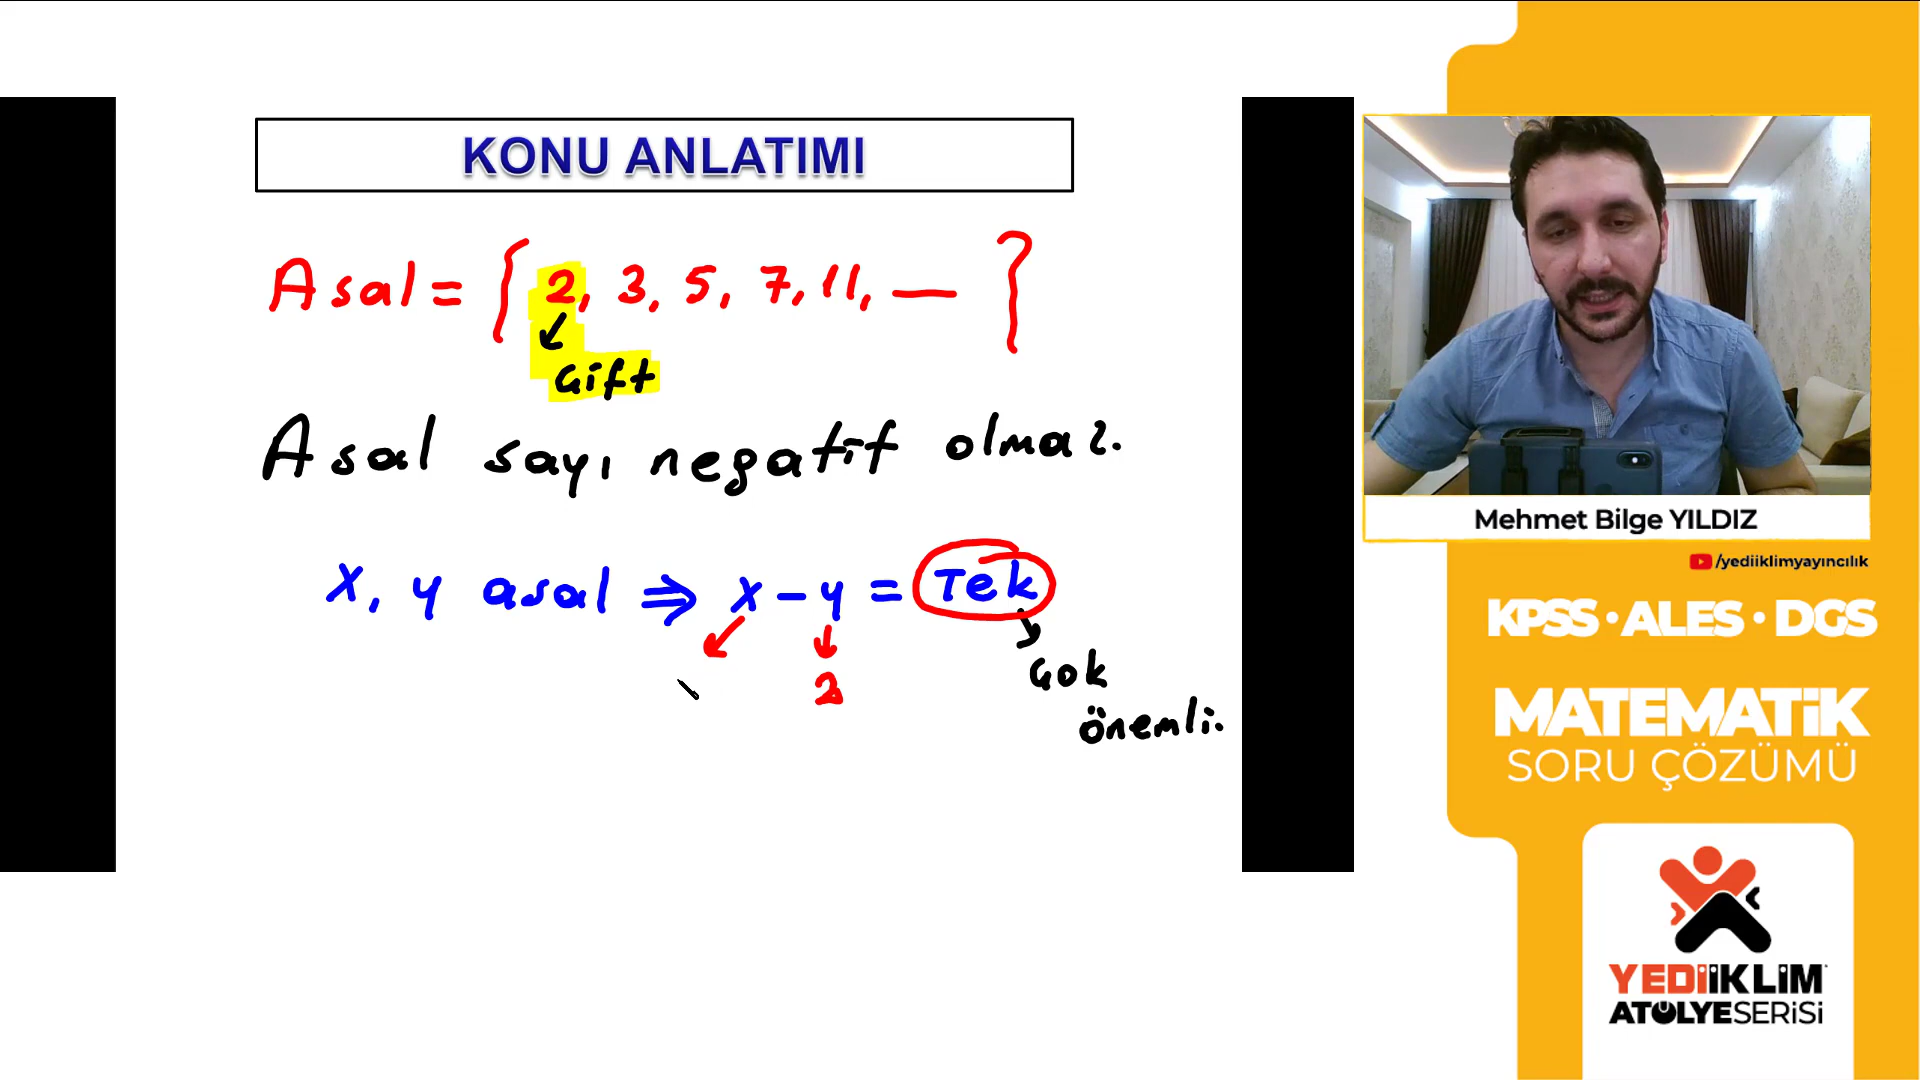 KONU ANLATIMI
Asal = { 2, 3, 5, 7, 11, — }
Çift
Asal sayı negatif olmaz.
x, y asal ⇒ x - y = Tek
2
Çok
önemli.
Mehmet Bilge YILDIZ
/yediiklimyayıncılık
KPSS • ALES • DGS
MATEMATİK
SORU ÇÖZÜMÜ
YEDİİKLİM
ATÖLYESERİSİ